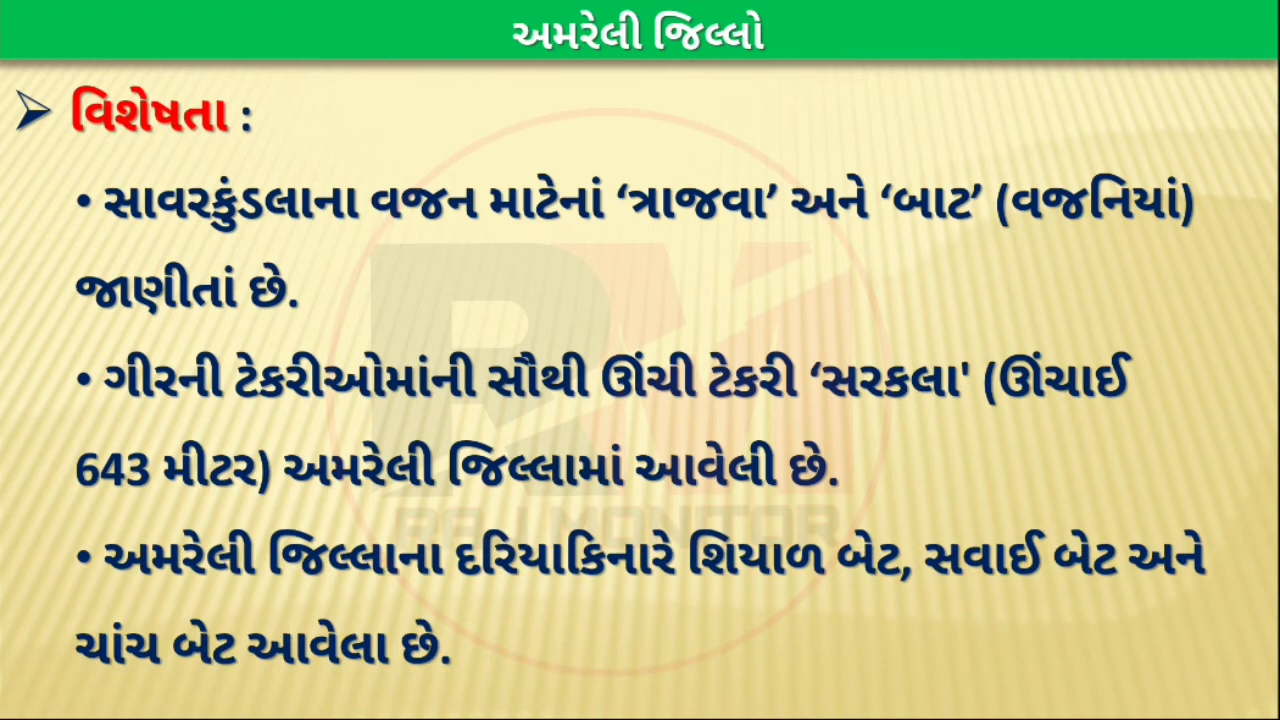 અમરેલી જિલ્લો
➢ વિશેષતા :
• સાવરકુંડલાના વજન માટેનાં ‘ત્રાજવા’ અને ‘બાટ’ (વજનિયાં)
જાણીતાં છે.
• ગીરની ટેકરીઓમાંની સૌથી ઊંચી ટેકરી ‘સરકલા' (ઊંચાઈ
643 મીટર) અમરેલી જિલ્લામાં આવેલી છે.
• અમરેલી જિલ્લાના દરિયાકિનારે શિયાળ બેટ, સવાઈ બેટ અને
ચાંચ બેટ આવેલા છે.